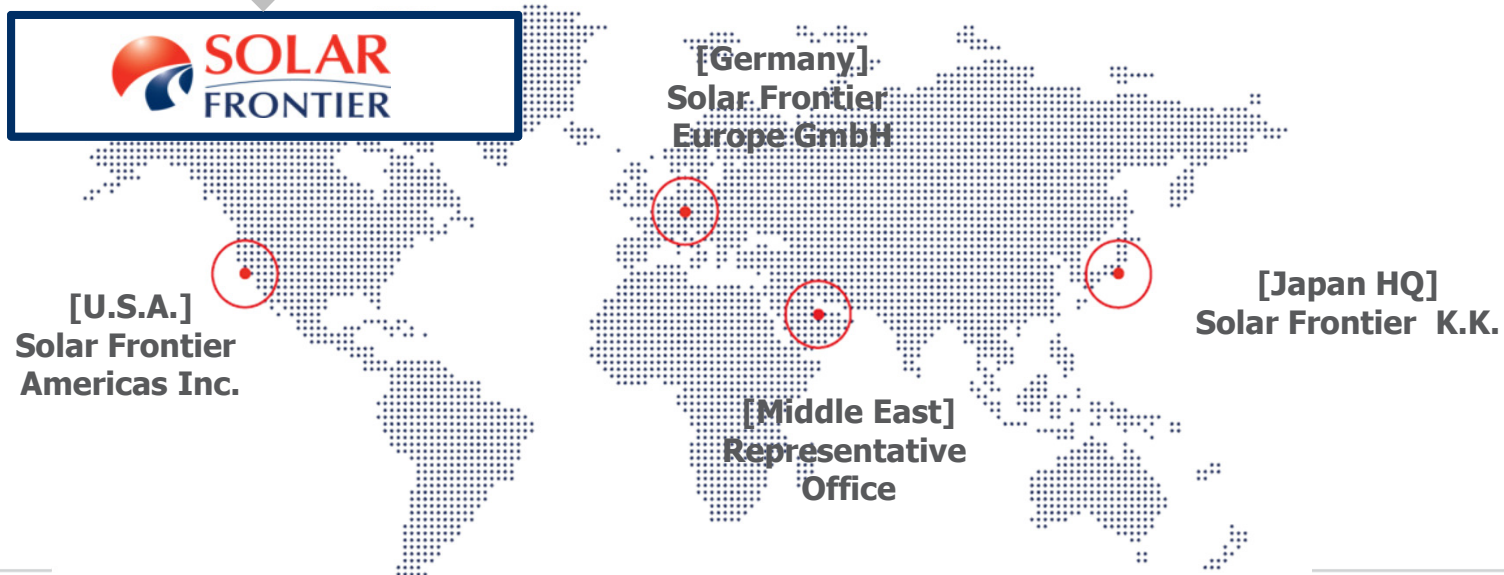 SOLAR
FRONTIER
[Germany]
Solar Frontier
Europe GmbH
[U.S.A.]
Solar Frontier
Americas Inc.
[Japan HQ]
Solar Frontier K.K.
[Middle East]
Representative
Office